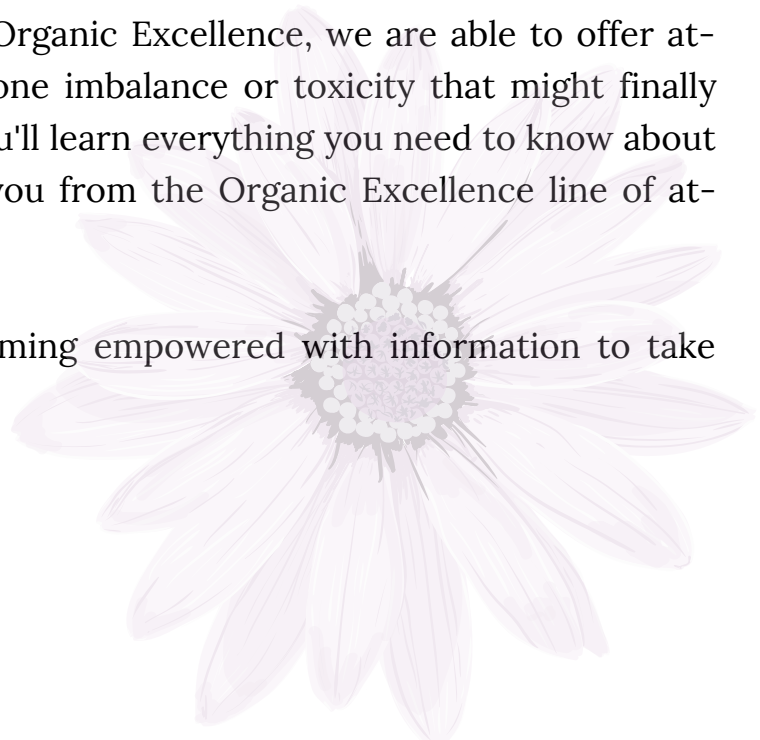 Organic Excellence, we are able to offer at-
one imbalance or toxicity that might finally
u'll learn everything you need to know about
you from the Organic Excellence line of at-
ming empowered with information to take